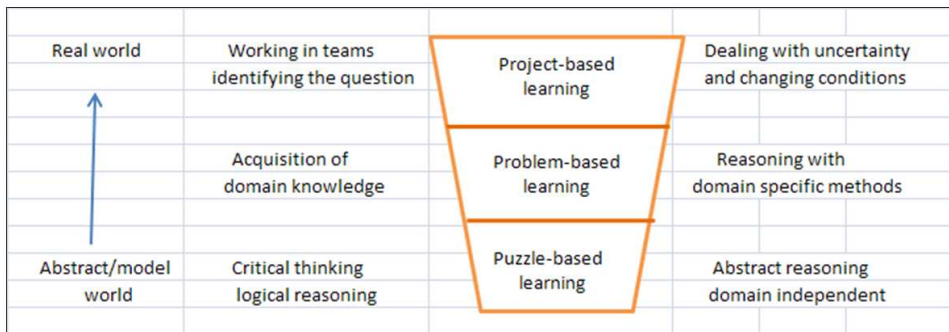 Real world
Working in teams
identifying the question
Project-based
learning
Dealing with uncertainty
and changing conditions
Acquisition of
domain knowledge
Problem-based
learning
Reasoning with
domain specific methods
Abstract/model
world
Critical thinking
logical reasoning
Puzzle-based
learning
Abstract reasoning
domain independent